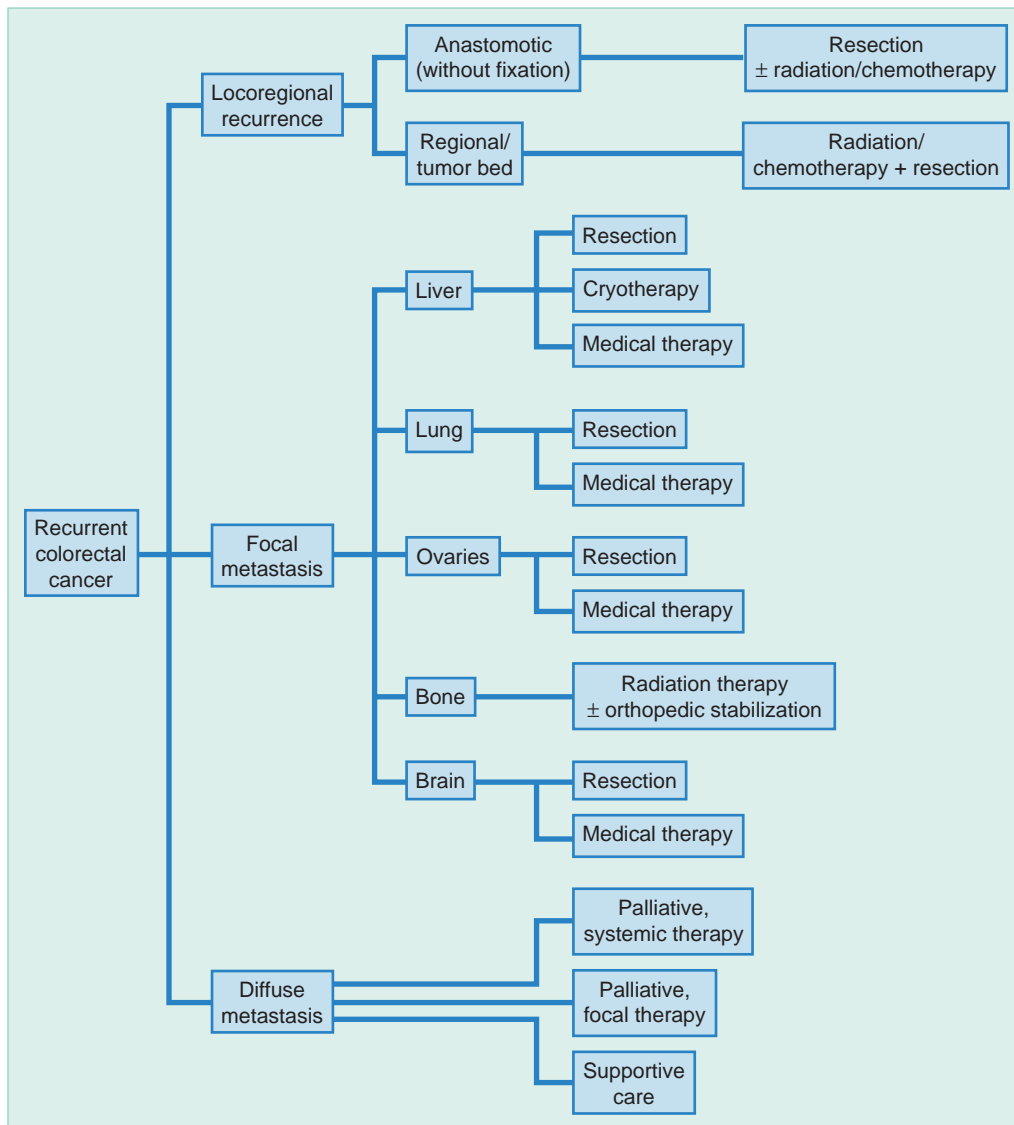 Recurrent
colorectal
cancer
Locoregional
recurrence
Anastomotic
(without fixation)
Resection
± radiation/chemotherapy
Regional/
tumor bed
Radiation/
chemotherapy + resection
Focal
metastasis
Liver
Resection
Cryotherapy
Medical therapy
Lung
Resection
Medical therapy
Ovaries
Resection
Medical therapy
Bone
Radiation therapy
± orthopedic stabilization
Brain
Resection
Medical therapy
Diffuse
metastasis
Palliative,
systemic therapy
Palliative,
focal therapy
Supportive
care